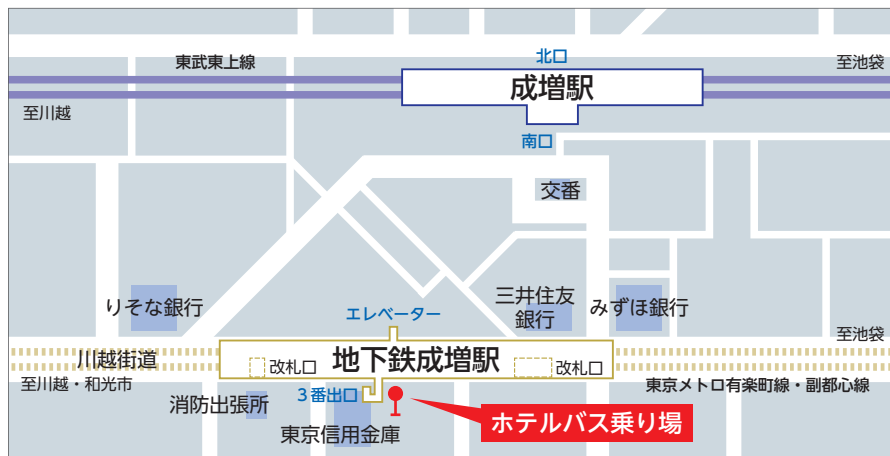 東武東上線
北口
至池袋
成増駅
至川越
南口
交番
りそな銀行
三井住友
銀行
みずほ銀行
エレベーター
至池袋
川越街道
改札口
地下鉄成増駅
改札口
至川越・和光市
東京メトロ有楽町線・副都心線
3番出口
消防出張所
ホテルバス乗り場
東京信用金庫